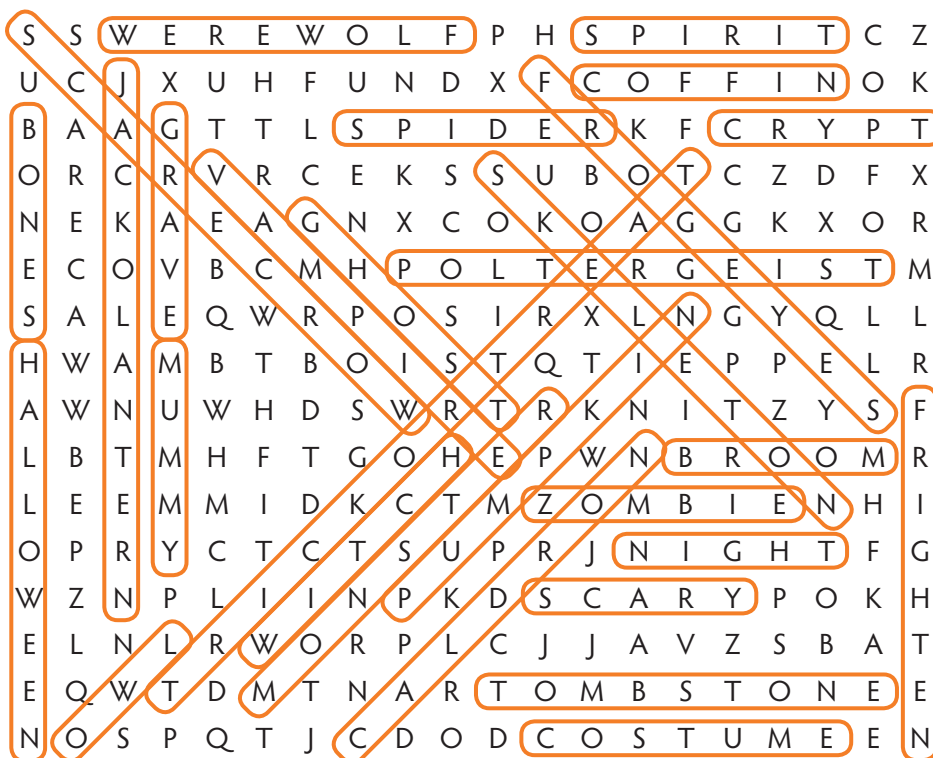 S S W E R E W O L F P H S P I R I T C Z
U C J X U H F U N D X F C O F F I N O K
B A A G T T L S P I D E R K F C R Y P T
O R C R V R C E K S S U B O T C Z D F X
N E K A E A G N X C O K O A G G K X O R
E C O V B C M H P O L T E R G E I S T M
S A L E Q W R P O S I R X L N G Y Q L L
H W A M B T B O I S T Q T I E P P E L R
A W N U W H D S W R T R K N I T Z Y S F
L B T M H F T G O H E P W N B R O O M R
L E E M M I D K C T M Z O M B I E N H I
O P R Y C T C T S U P R J N I G H T F G
W Z N P L I I N P K D S C A R Y P O K H
E L N L R W O R P L C J J A V Z S B A T
E Q W T D M T N A R T O M B S T O N E E
N O S P Q T J C D O D C O S T U M E E N